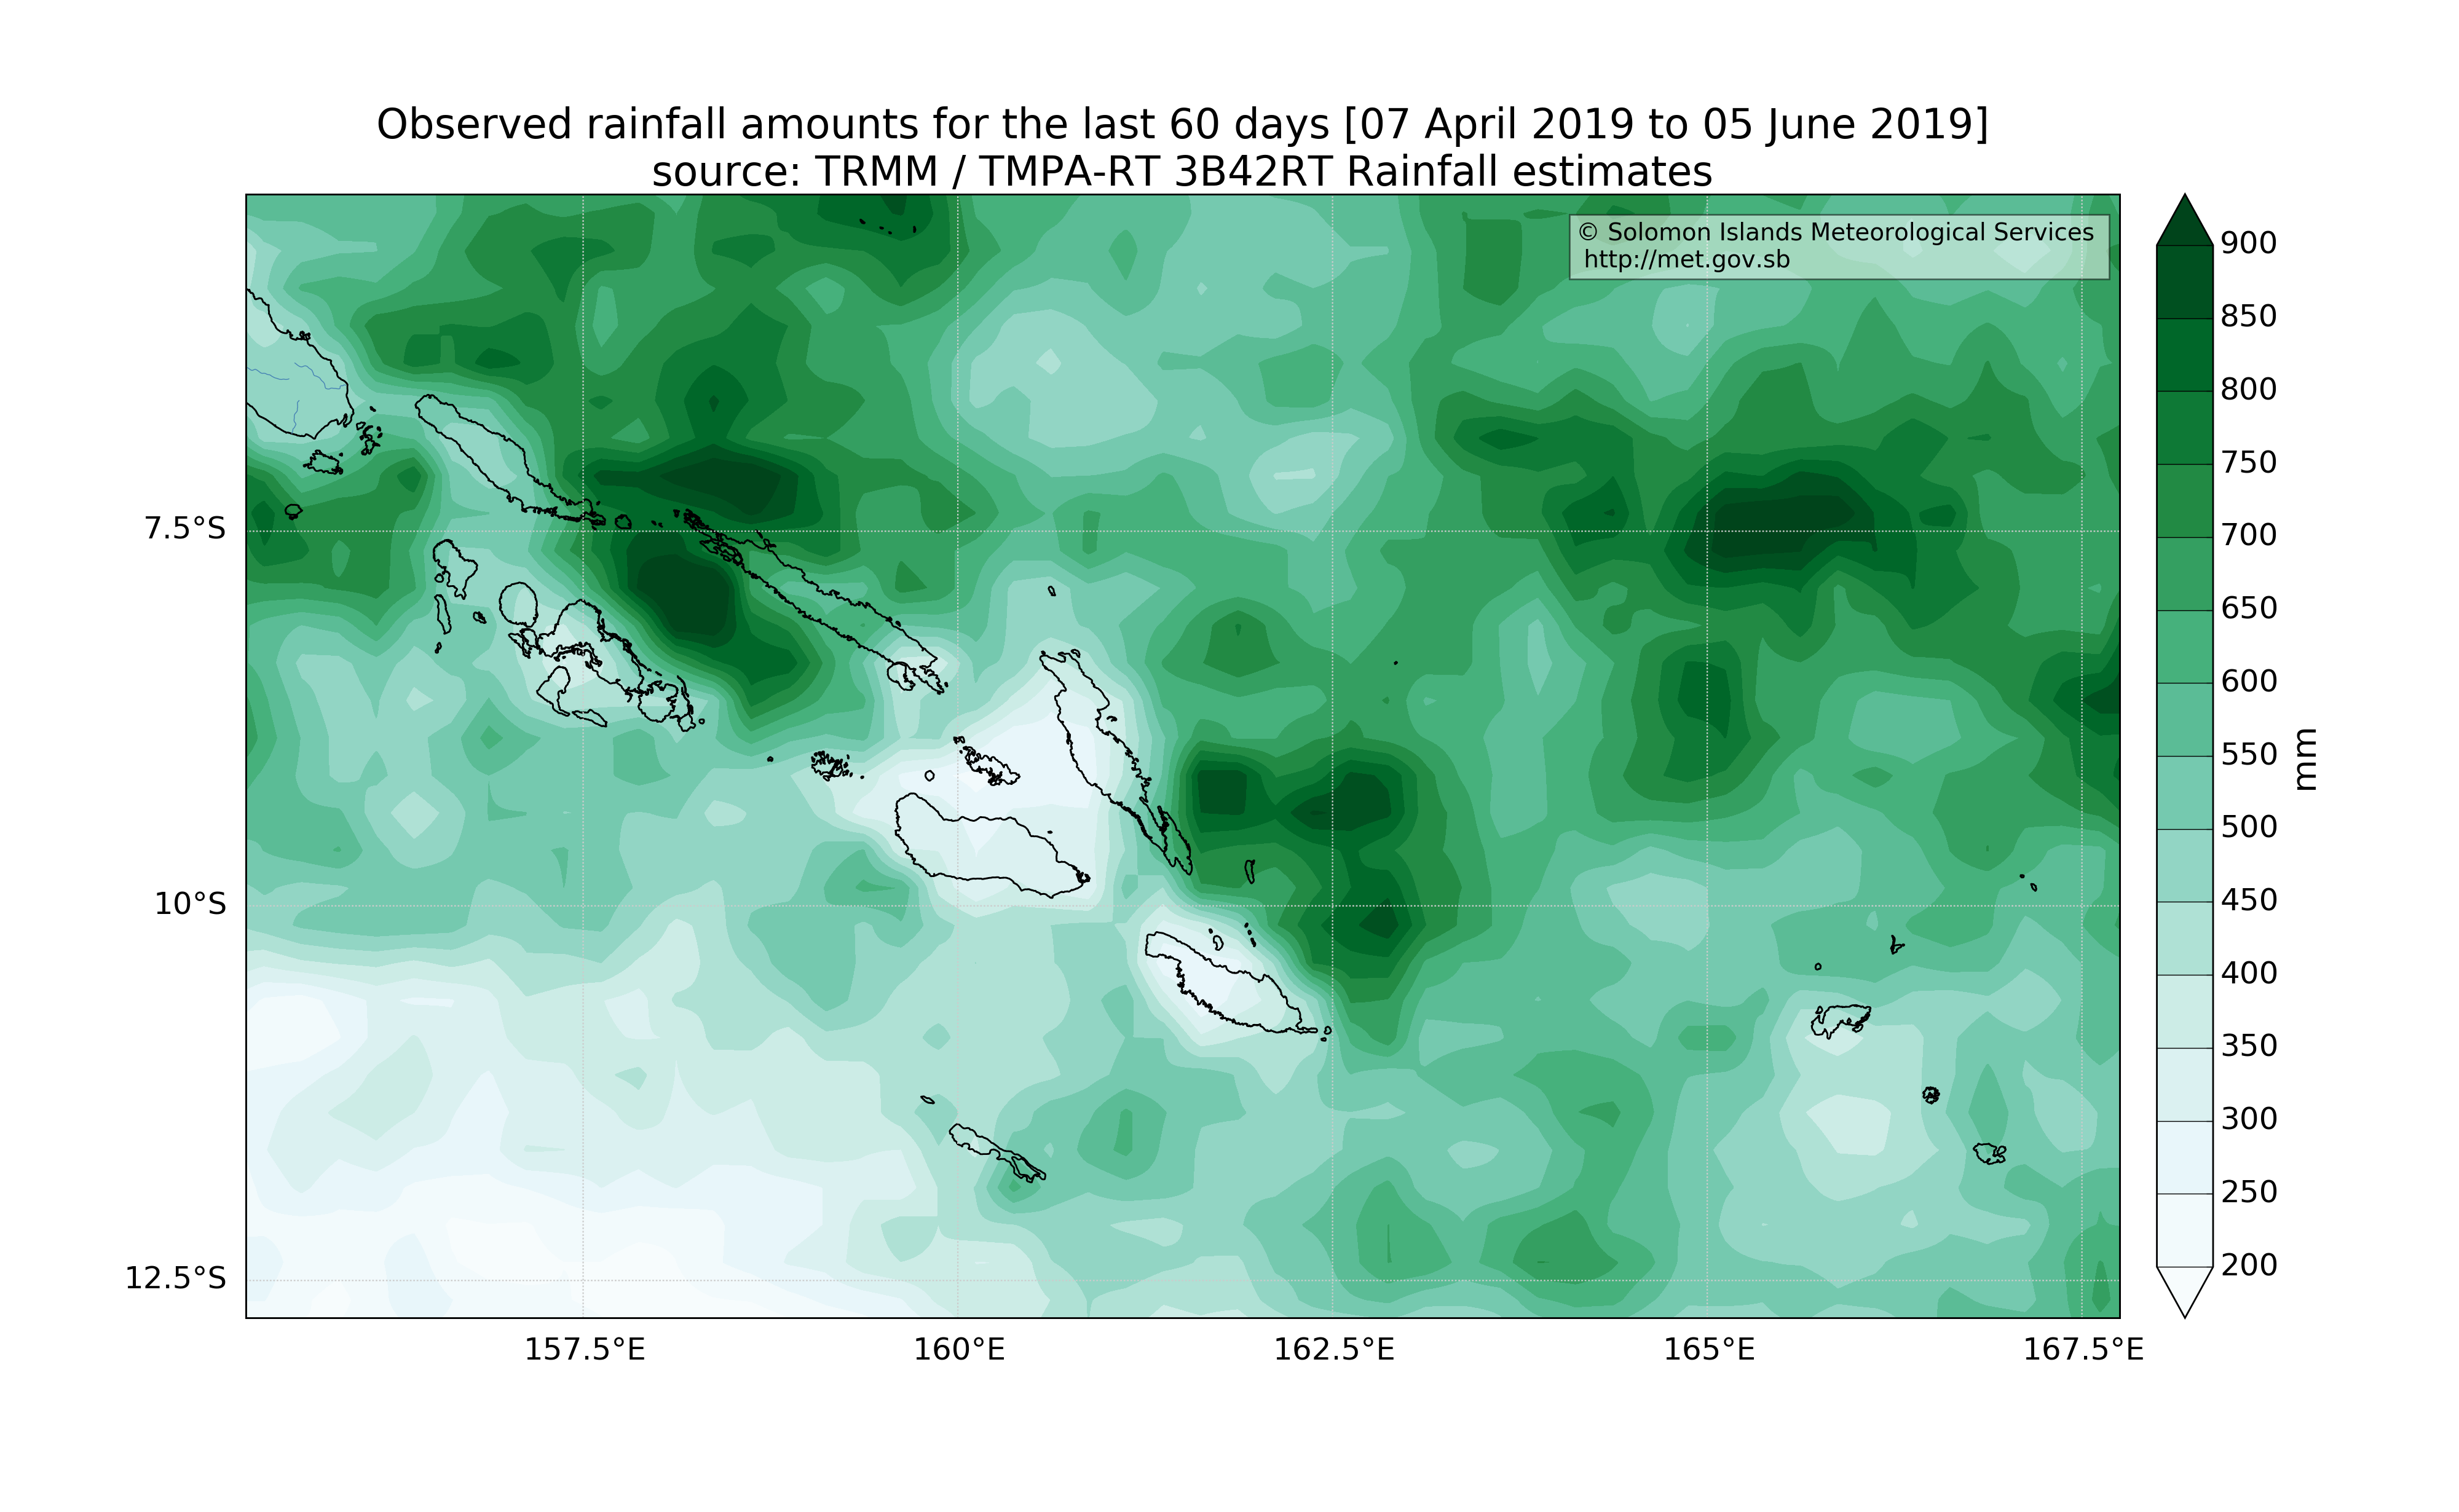 Observed rainfall amounts for the last 60 days [07 April 2019 to 05 June 2019]
source: TRMM / TMPA-RT 3B42RT Rainfall estimates
© Solomon Islands Meteorological Services
http://met.gov.sb
7.5°S
10°S
12.5°S
157.5°E
160°E
162.5°E
165°E
167.5°E
900
850
800
750
700
650
600
550
500
450
400
350
300
250
200
mm